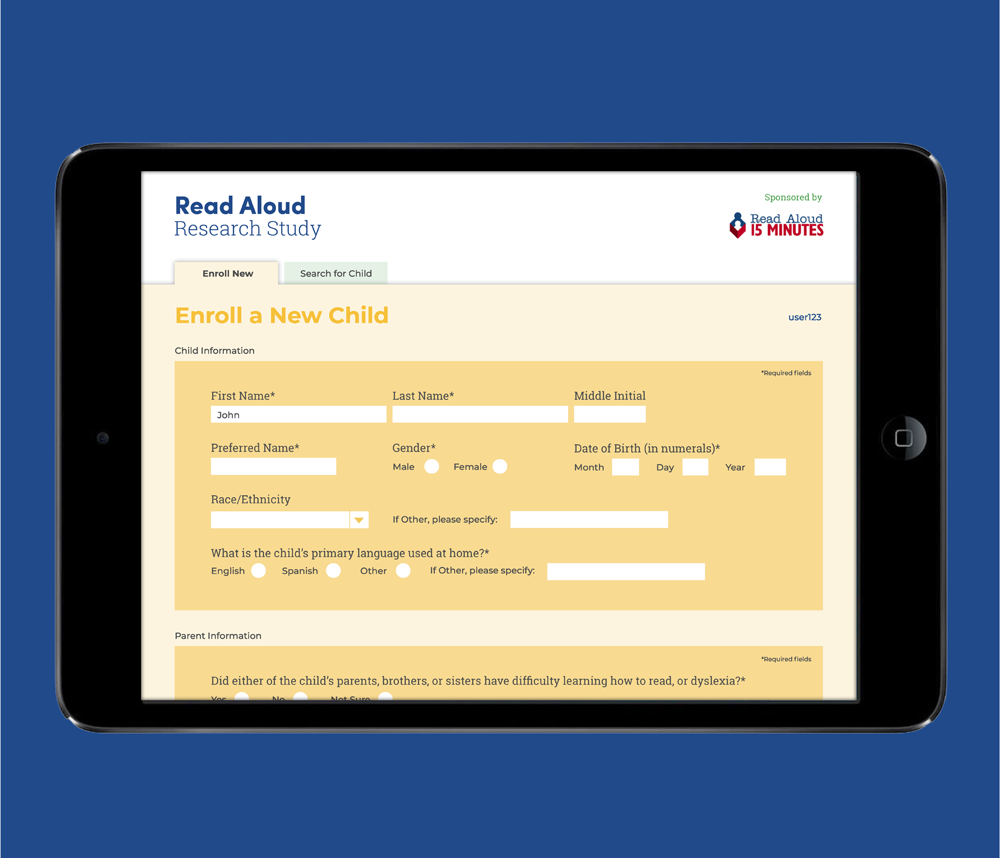 Read Aloud
Research Study
Sponsored by
Read Aloud
15 MINUTES
Enroll New
Search for Child
Enroll a New Child
user123
Child Information
*Required fields
First Name*
Last Name*
Middle Initial
John
Preferred Name*
Gender*
Date of Birth (in numerals)*
Male
Female
Month
Day
Year
Race/Ethnicity
If Other, please specify:
What is the child's primary language used at home?*
English
Spanish
Other
If Other, please specify:
Parent Information
*Required fields
Did either of the child's parents, brothers, or sisters have difficulty learning how to read, or dyslexia?*
Yes
No
Not Sure